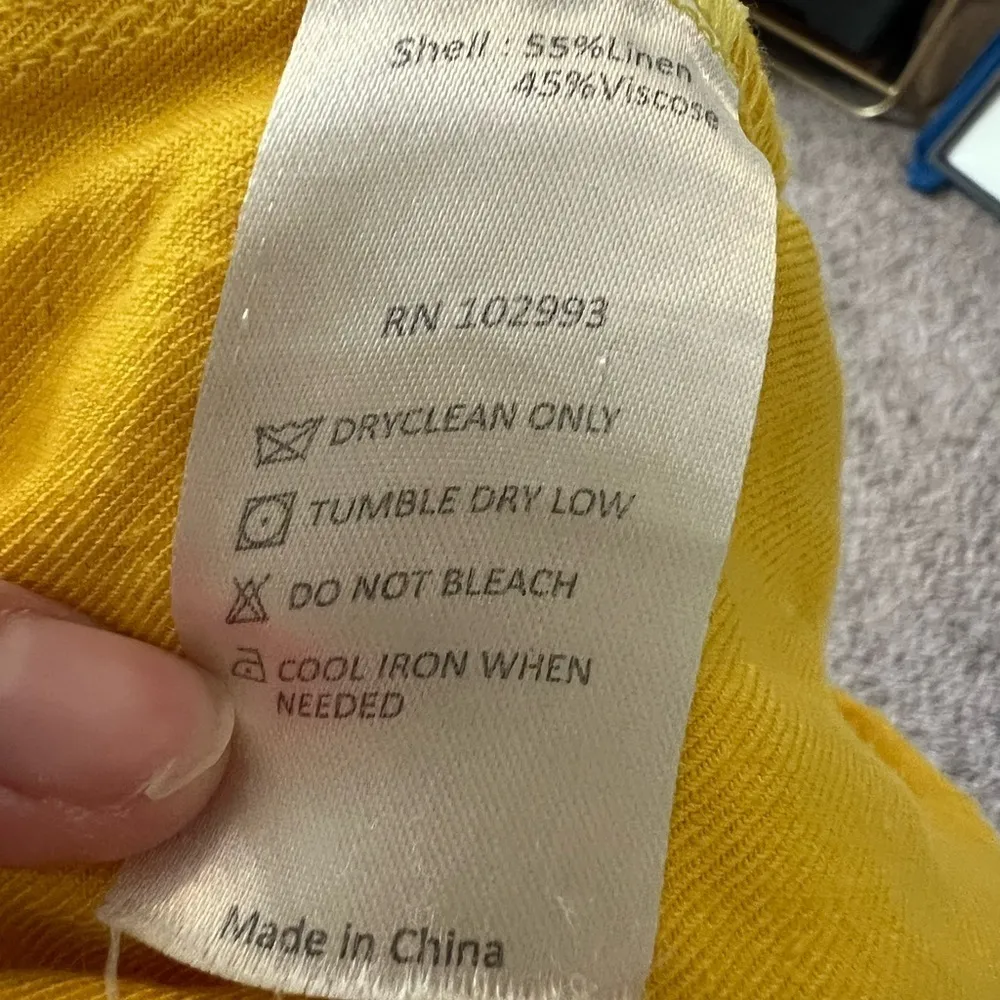 Shell : 55%Linen
45%Viscose
RN 102993
DRYCLEAN ONLY
TUMBLE DRY LOW
DO NOT BLEACH
COOL IRON WHEN
NEEDED
Made in China